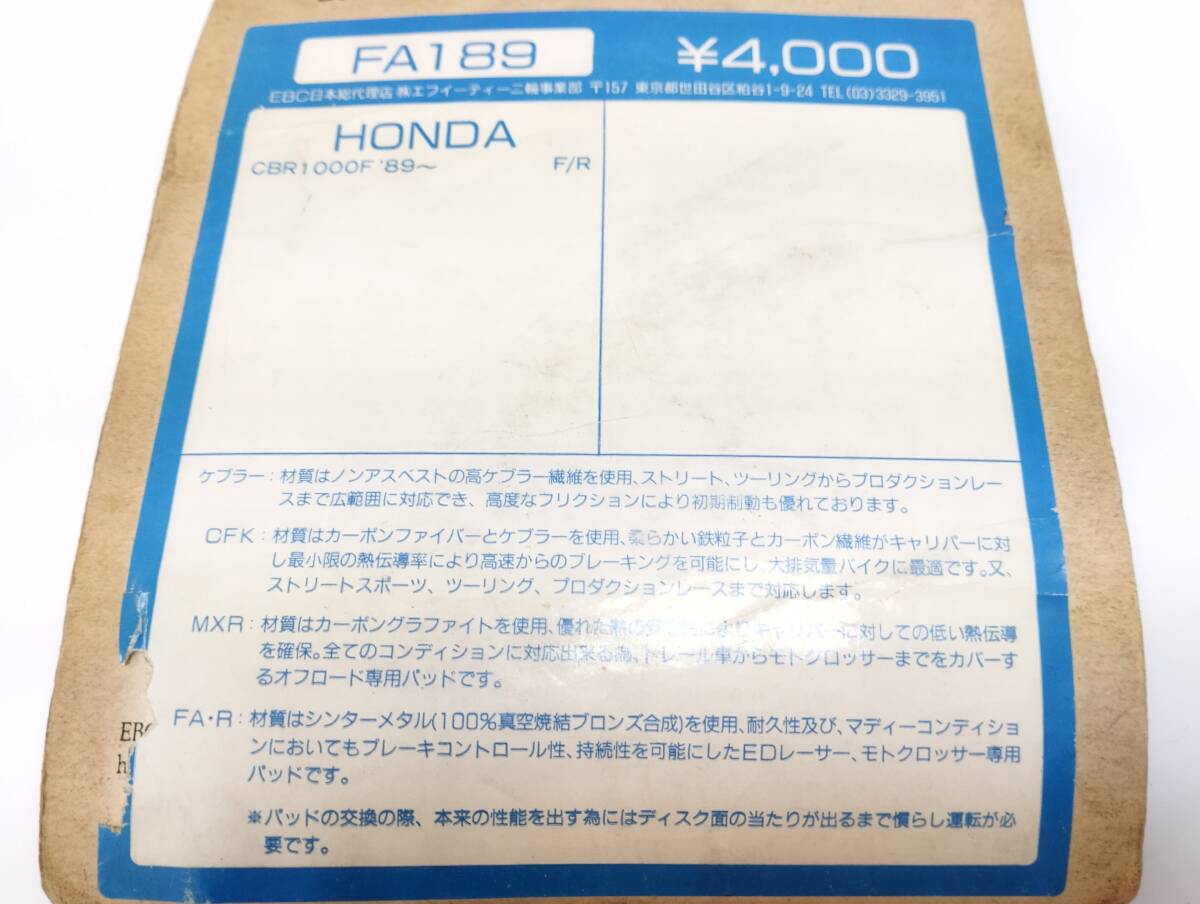 FA189
¥4,000
EBC日本総代理店 ㈱エフイーティー二輪事業部 〒157 東京都世田谷区粕谷1-9-24 TEL (03)3329-3951
HONDA
CBR1000F '89〜 F/R
ケブラー：材質はノンアスベストの高ケブラー繊維を使用、ストリート、ツーリングからプロダクションレー
スまで広範囲に対応でき、高度なフリクションにより初期制動も優れております。
CFK：材質はカーボンファイバーとケブラーを使用、柔らかい鉄粒子とカーボン繊維がキャリパーに対
し最小限の熱伝導率により高速からのブレーキングを可能にし、大排気量バイクに最適です。又、
ストリートスポーツ、ツーリング、プロダクションレースまで対応します。
MXR：材質はカーボングラファイトを使用、優れた熱の安定性によりキャリパーに対しての低い熱伝導
を確保。全てのコンディションに対応出来る為、トレール車からモトクロッサーまでをカバーす
るオフロード専用パッドです。
FA・R：材質はシンターメタル(100%真空焼結ブロンズ合成)を使用、耐久性及び、マディーコンディショ
ンにおいてもブレーキコントロール性、持続性を可能にしたEDレーサー、モトクロッサー専用
パッドです。
※パッドの交換の際、本来の性能を出す為にはディスク面の当たりが出るまで慣らし運転が必
要です。